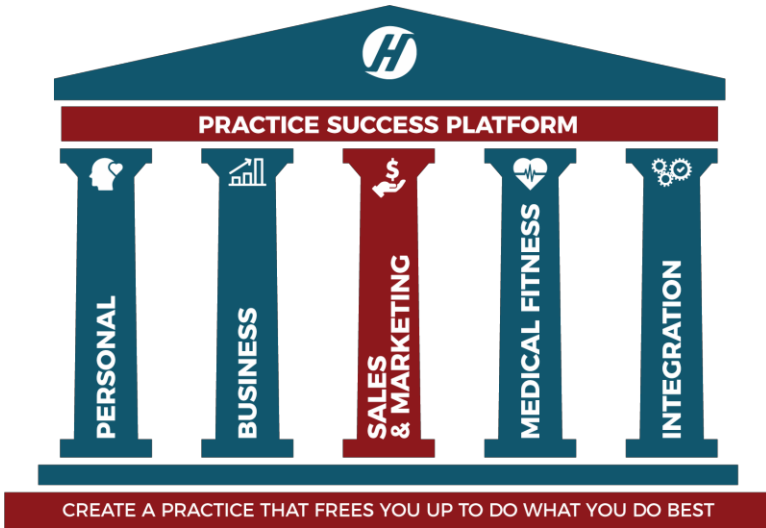 H
PRACTICE SUCCESS PLATFORM
$
PERSONAL
BUSINESS
SALES
& MARKETING
MEDICAL FITNESS
INTEGRATION
CREATE A PRACTICE THAT FREES YOU UP TO DO WHAT YOU DO BEST